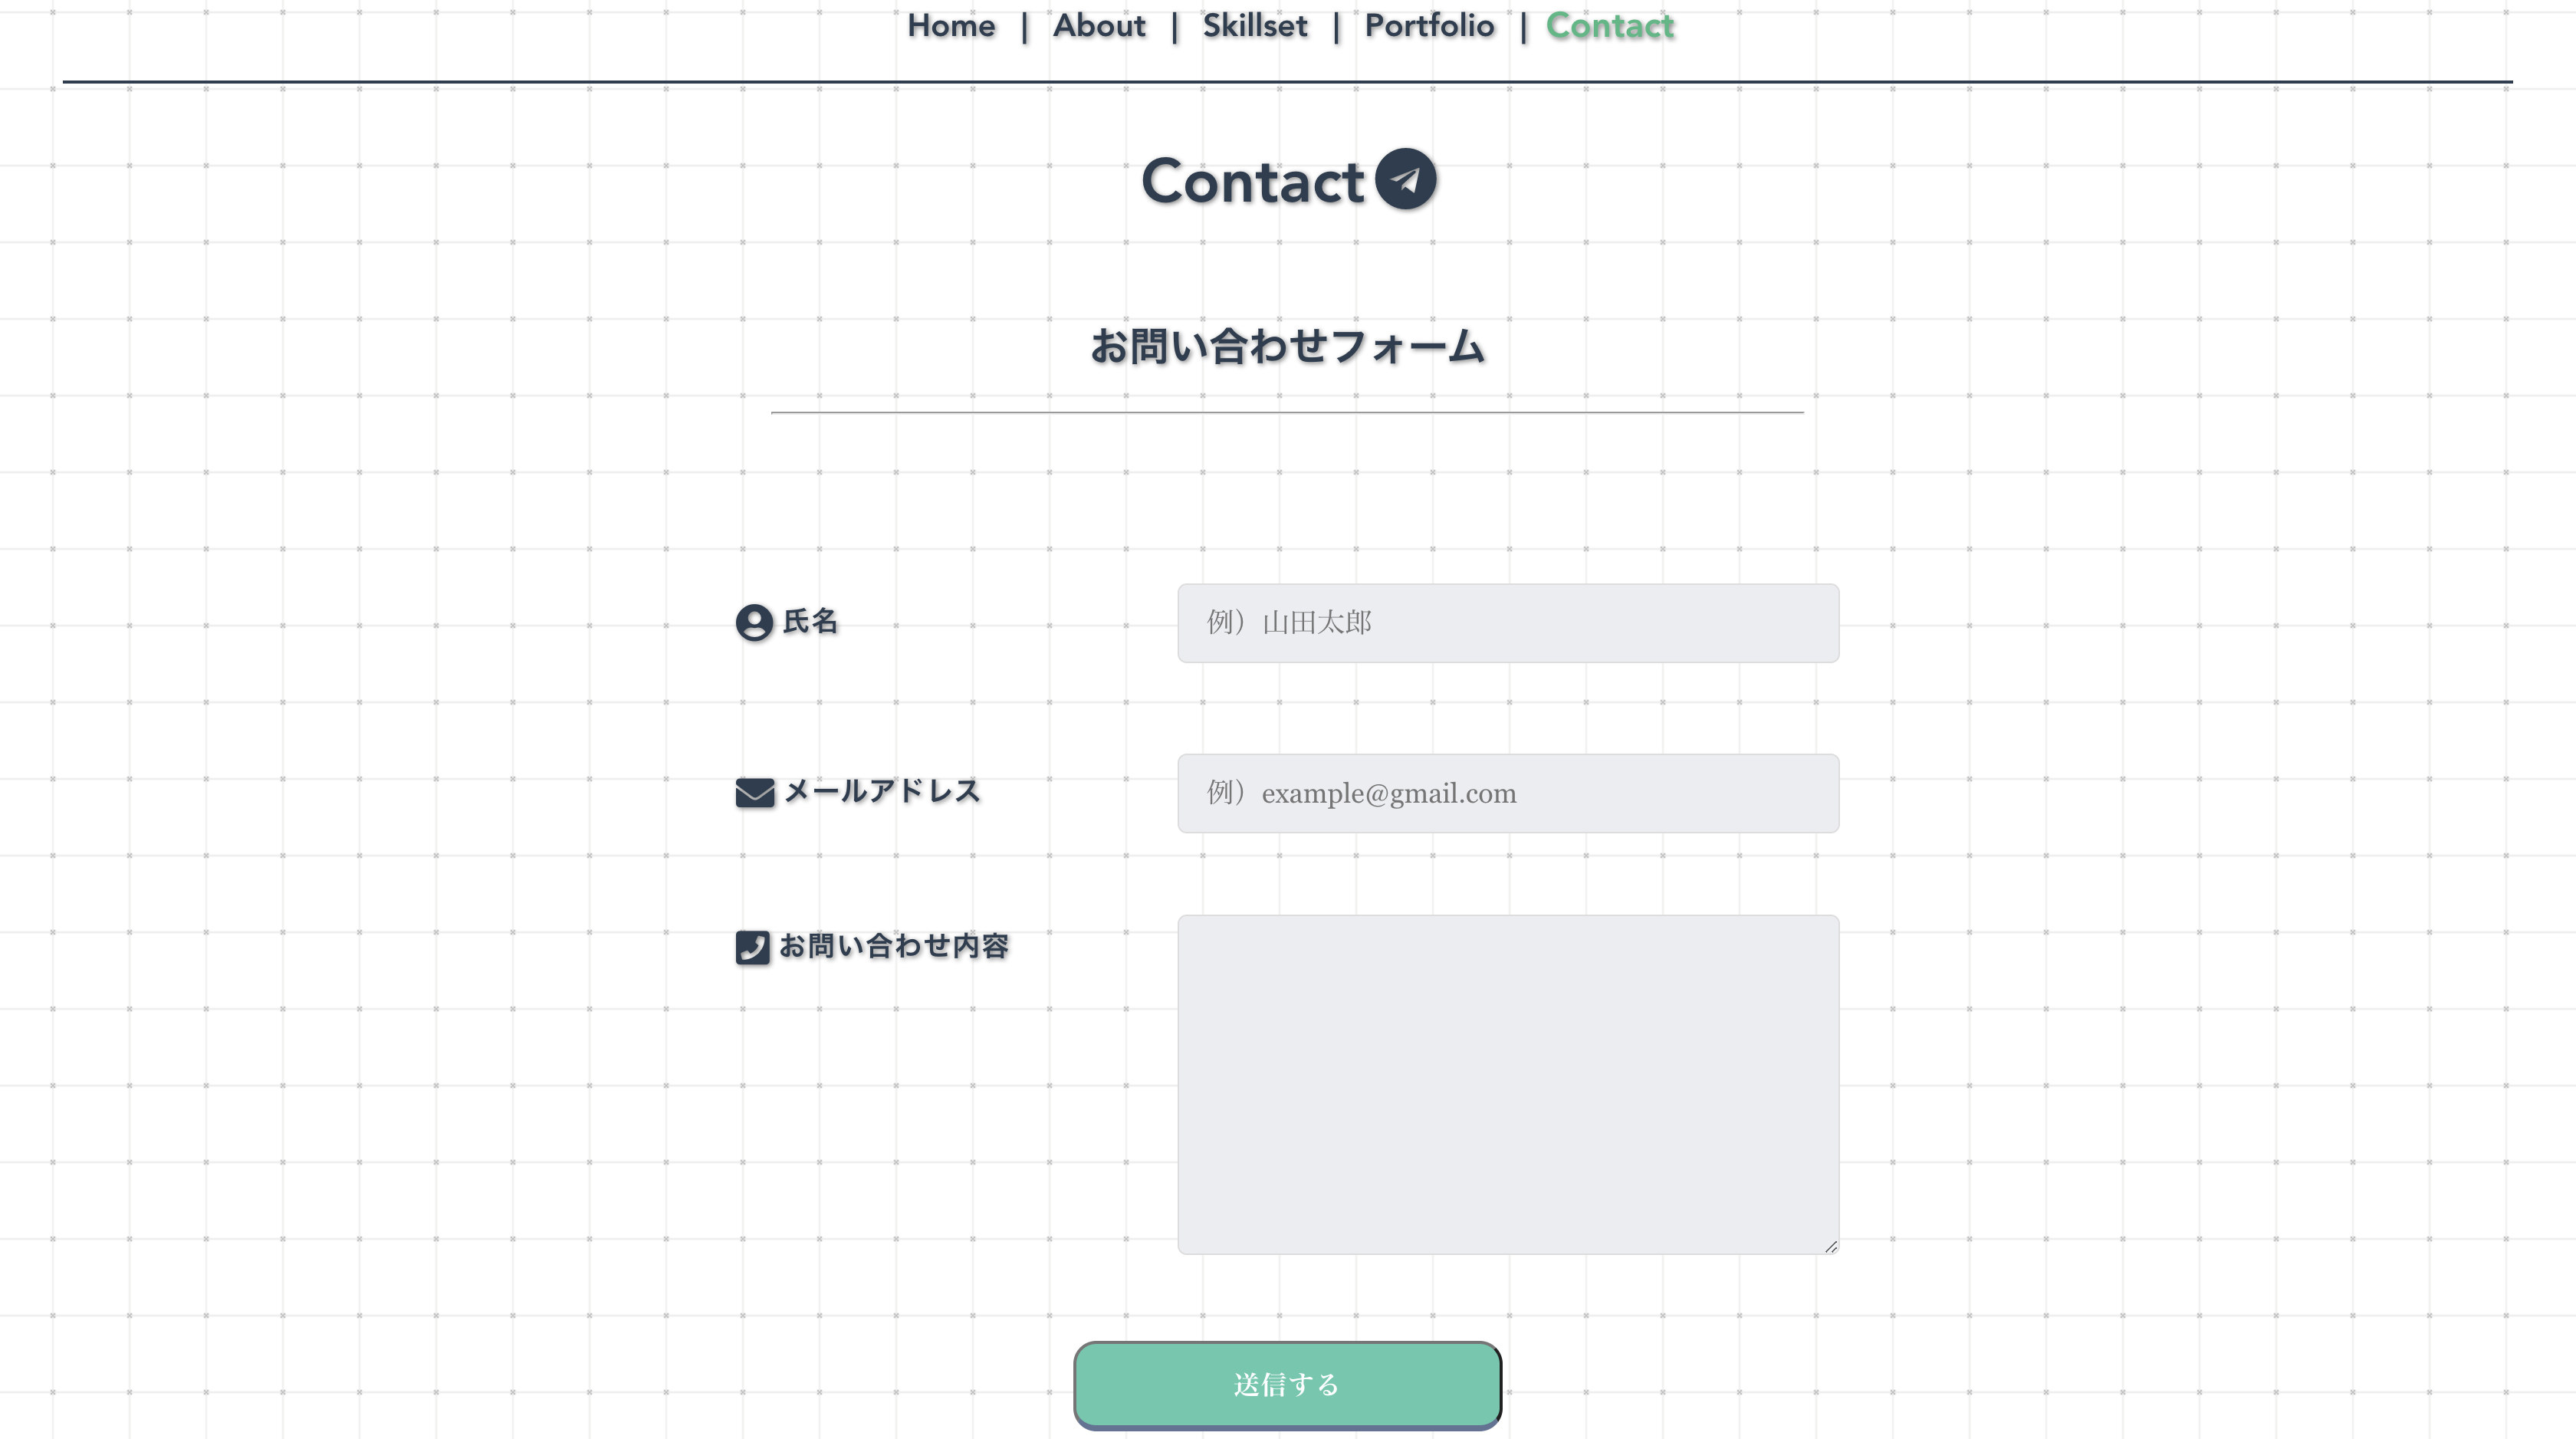 Home | About | Skillset | Portfolio | Contact
Contact
お問い合わせフォーム
氏名
例）山田太郎
メールアドレス
例）example@gmail.com
お問い合わせ内容
送信する